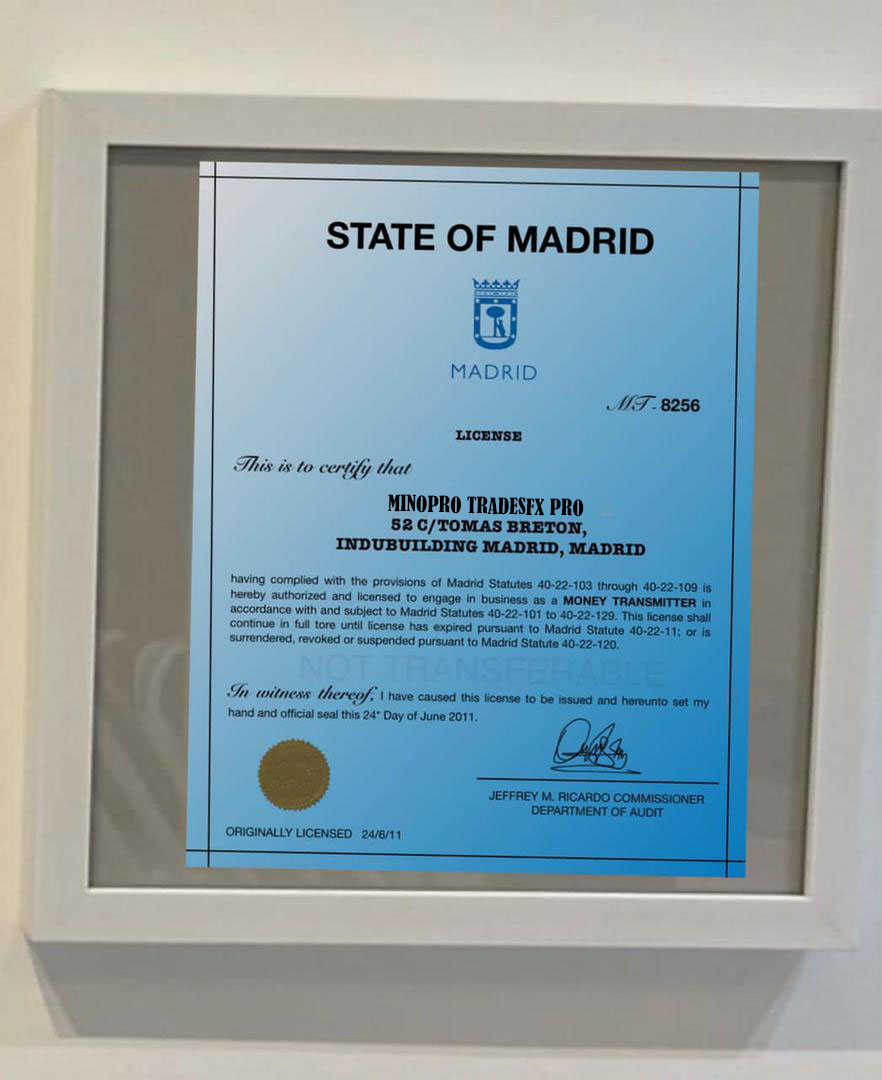 STATE OF MADRID
MADRID
MT - 8256
LICENSE
This is to certify that
MINOPRO TRADESFX PRO
52 C/TOMAS BRETON,
INDUBUILDING MADRID, MADRID
having complied with the provisions of Madrid Statutes 40-22-103 through 40-22-109 is
hereby authorized and licensed to engage in business as a MONEY TRANSMITTER in
accordance with and subject to Madrid Statutes 40-22-101 to 40-22-129. This license shall
continue in full tore until license has expired pursuant to Madrid Statute 40-22-11; or is
surrendered, revoked or suspended pursuant to Madrid Statute 40-22-120.
NOT TRANSFERABLE
In witness thereof, I have caused this license to be issued and hereunto set my
hand and official seal this 24* Day of June 2011.
JEFFREY M. RICARDO COMMISSIONER
DEPARTMENT OF AUDIT
ORIGINALLY LICENSED 24/6/11